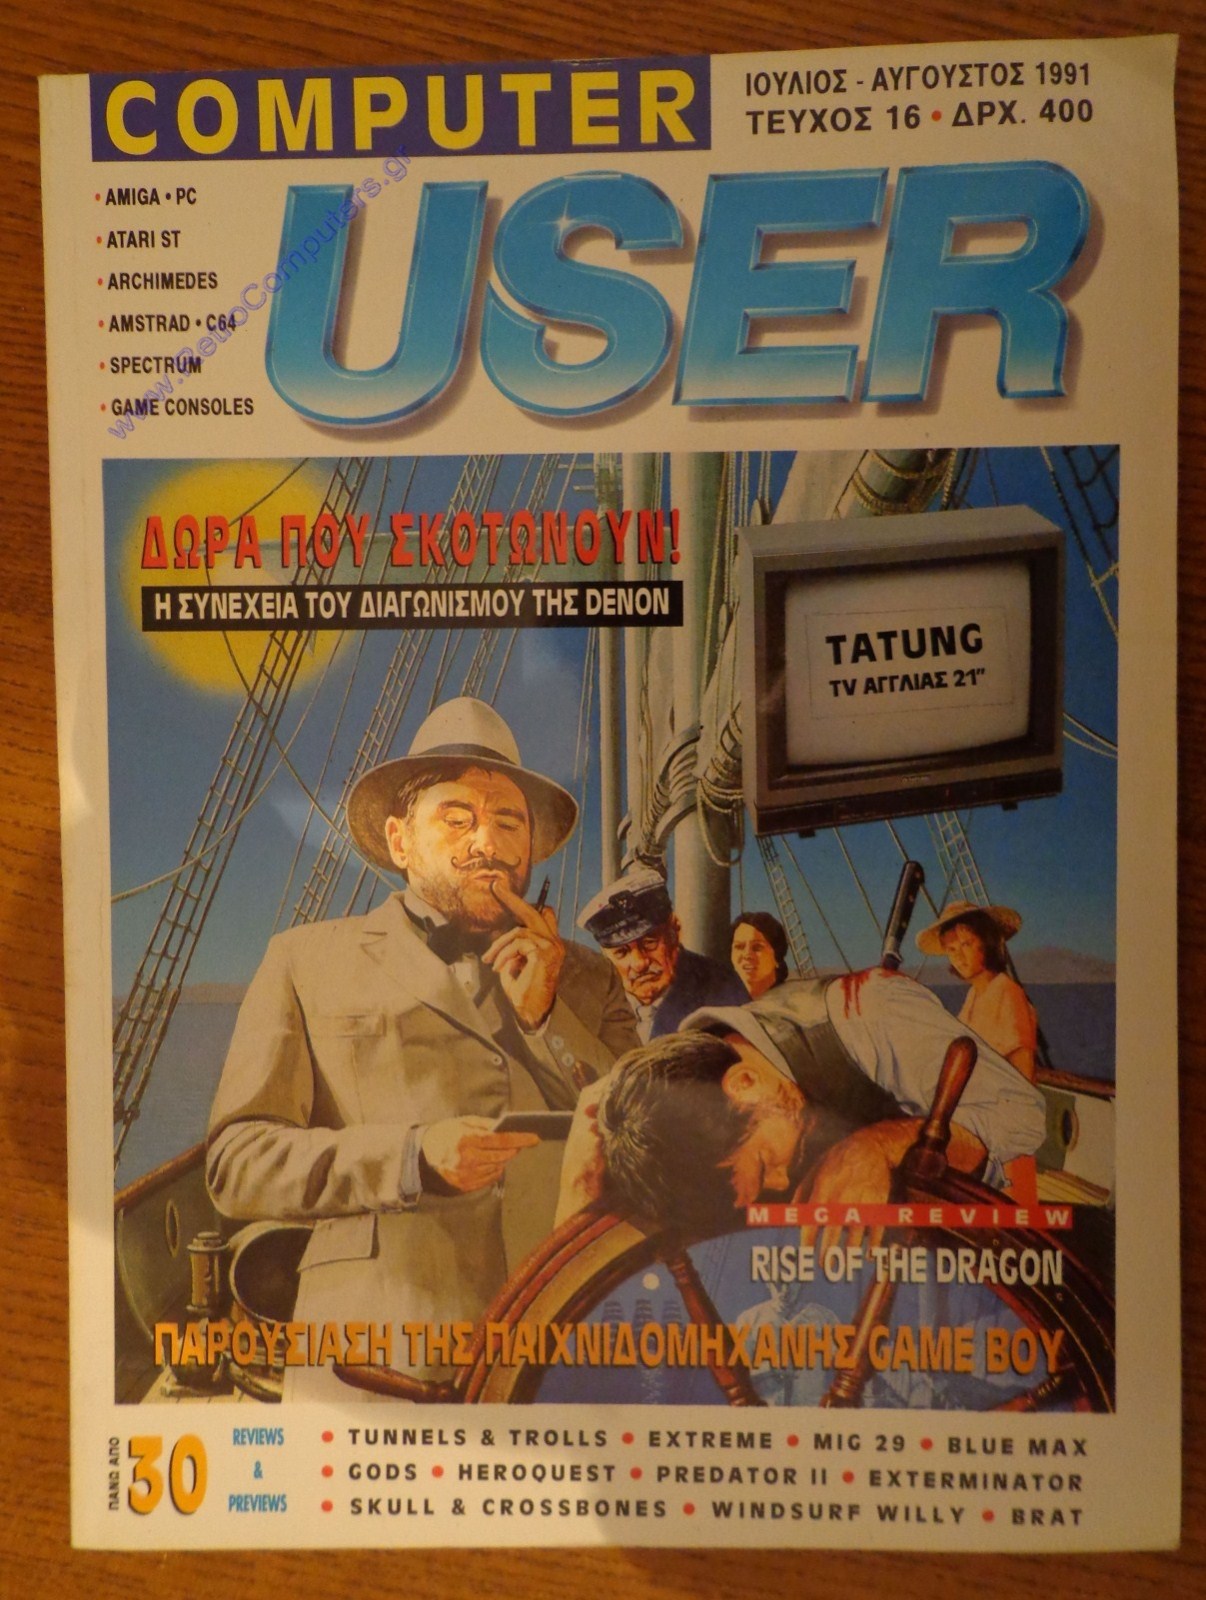 COMPUTER
ΙΟΥΛΙΟΣ - ΑΥΓΟΥΣΤΟΣ 1991
ΤΕΥΧΟΣ 16 • ΔΡΧ. 400
USER
• AMIGA • PC
• ATARI ST
• ARCHIMEDES
• AMSTRAD • C64
• SPECTRUM
• GAME CONSOLES
www.RetroComputers.gr
ΔΩΡΑ ΠΟΥ ΣΚΟΤΩΝΟΥΝ!
Η ΣΥΝΕΧΕΙΑ ΤΟΥ ΔΙΑΓΩΝΙΣΜΟΥ ΤΗΣ DENON
TATUNG
TV ΑΓΓΛΙΑΣ 21"
MEGA REVIEW
RISE OF THE DRAGON
ΠΑΡΟΥΣΙΑΣΗ ΤΗΣ ΠΑΙΧΝΙΔΟΜΗΧΑΝΗΣ GAME BOY
ΠΑΝΩ ΑΠΟ
30
REVIEWS
&
PREVIEWS
• TUNNELS & TROLLS • EXTREME • MIG 29 • BLUE MAX
• GODS • HEROQUEST • PREDATOR II • EXTERMINATOR
• SKULL & CROSSBONES • WINDSURF WILLY • BRAT